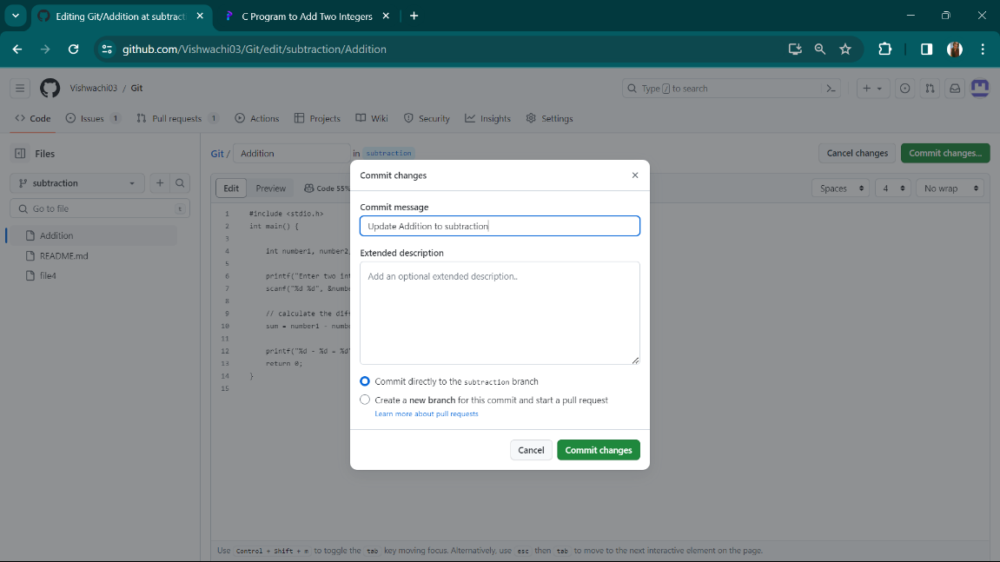 Editing Git/Addition at subtract
C Program to Add Two Integers
github.com/Vishwachi03/Git/edit/subtraction/Addition
Vishwachi03 / Git
Type / to search
Code
Issues 1
Pull requests 1
Actions
Projects
Wiki
Security
Insights
Settings
Files
Git / Addition in subtraction
Cancel changes
Commit changes...
subtraction
Edit
Preview
Code 55%
Spaces
4
No wrap
Go to file
t
Addition
README.md
file4
1 #include <stdio.h>
2 int main() {
3
4 int number1, number2,
5
6 printf("Enter two int
7 scanf("%d %d", &numbe
8
9 // calculate the diff
10 sum = number1 - numbe
11
12 printf("%d - %d = %d"
13 return 0;
14 }
15
Commit changes
Commit message
Update Addition to subtraction
Extended description
Add an optional extended description..
Commit directly to the subtraction branch
Create a new branch for this commit and start a pull request
Learn more about pull requests
Cancel
Commit changes
Use Control + Shift + m to toggle the tab key moving focus. Alternatively, use esc then tab to move to the next interactive element on the page.